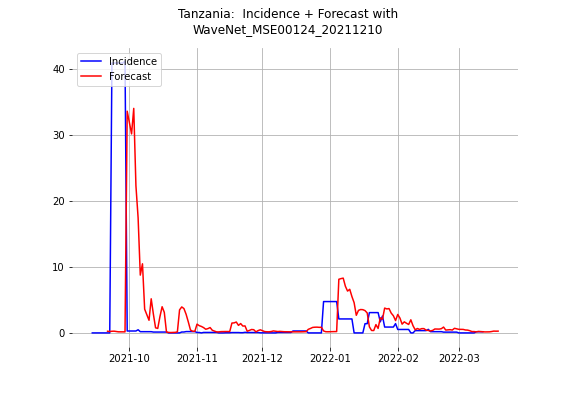 Tanzania:  Incidence + Forecast with
WaveNet_MSE00124_20211210
Incidence
Forecast
40
30
20
10
0
2021-10
2021-11
2021-12
2022-01
2022-02
2022-03